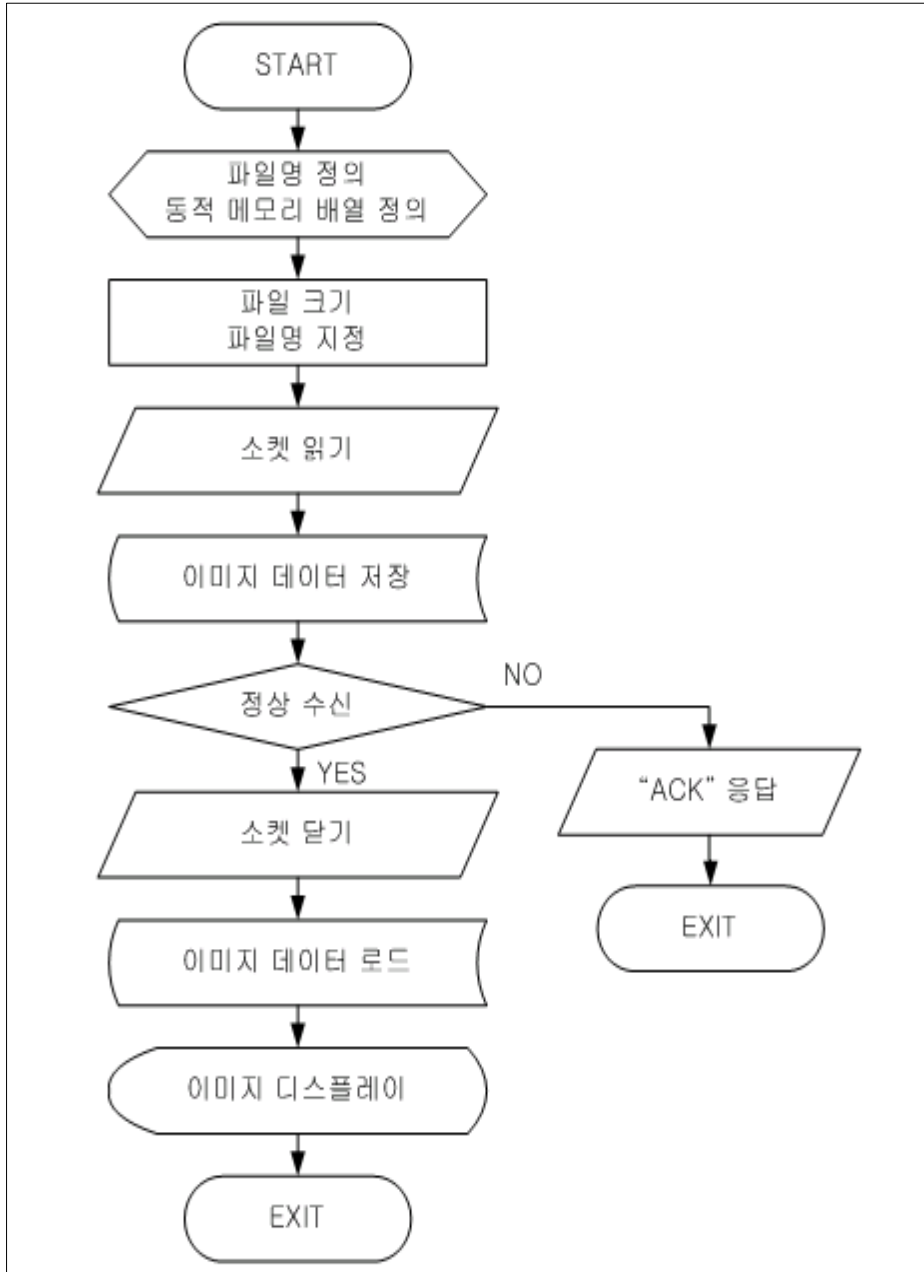 START
파일명 정의
동적 메모리 배열 정의
파일 크기
파일명 지정
소켓 읽기
이미지 데이터 저장
정상 수신
NO
YES
“ACK” 응답
소켓 닫기
EXIT
이미지 데이터 로드
이미지 디스플레이
EXIT